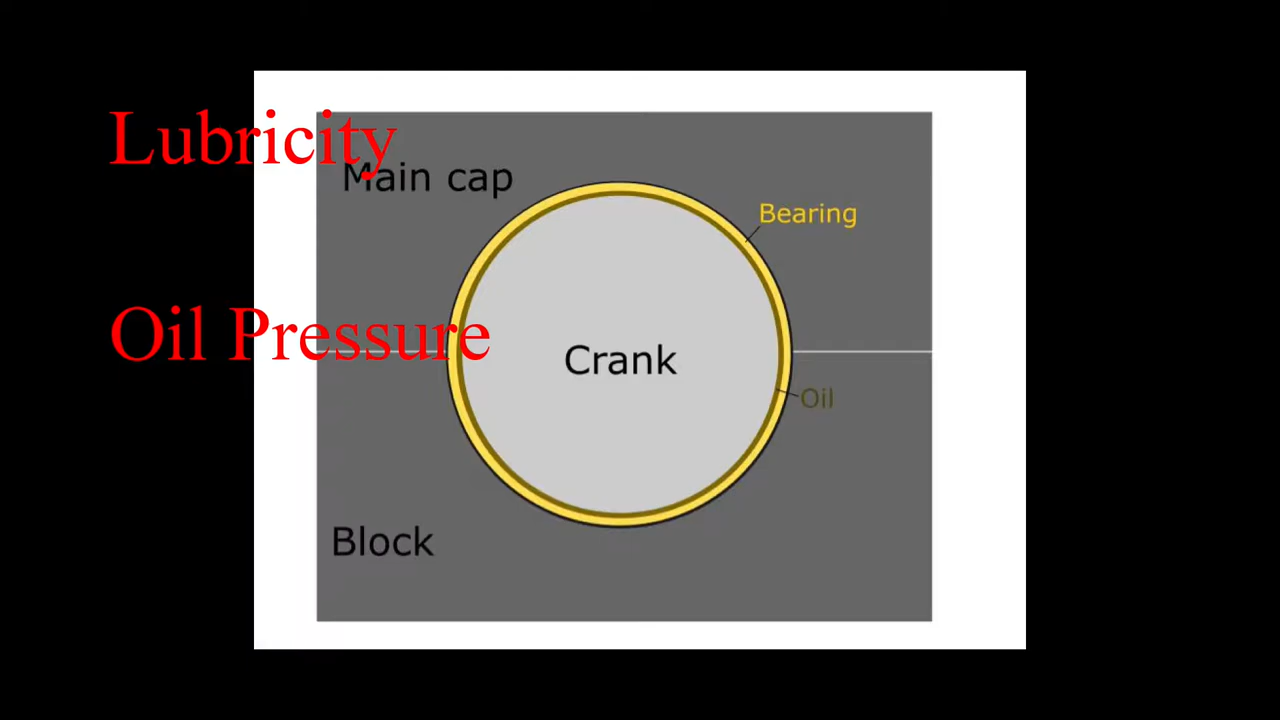 Lubricity
Main cap
Bearing
Oil Pressure
Crank
Oil
Block